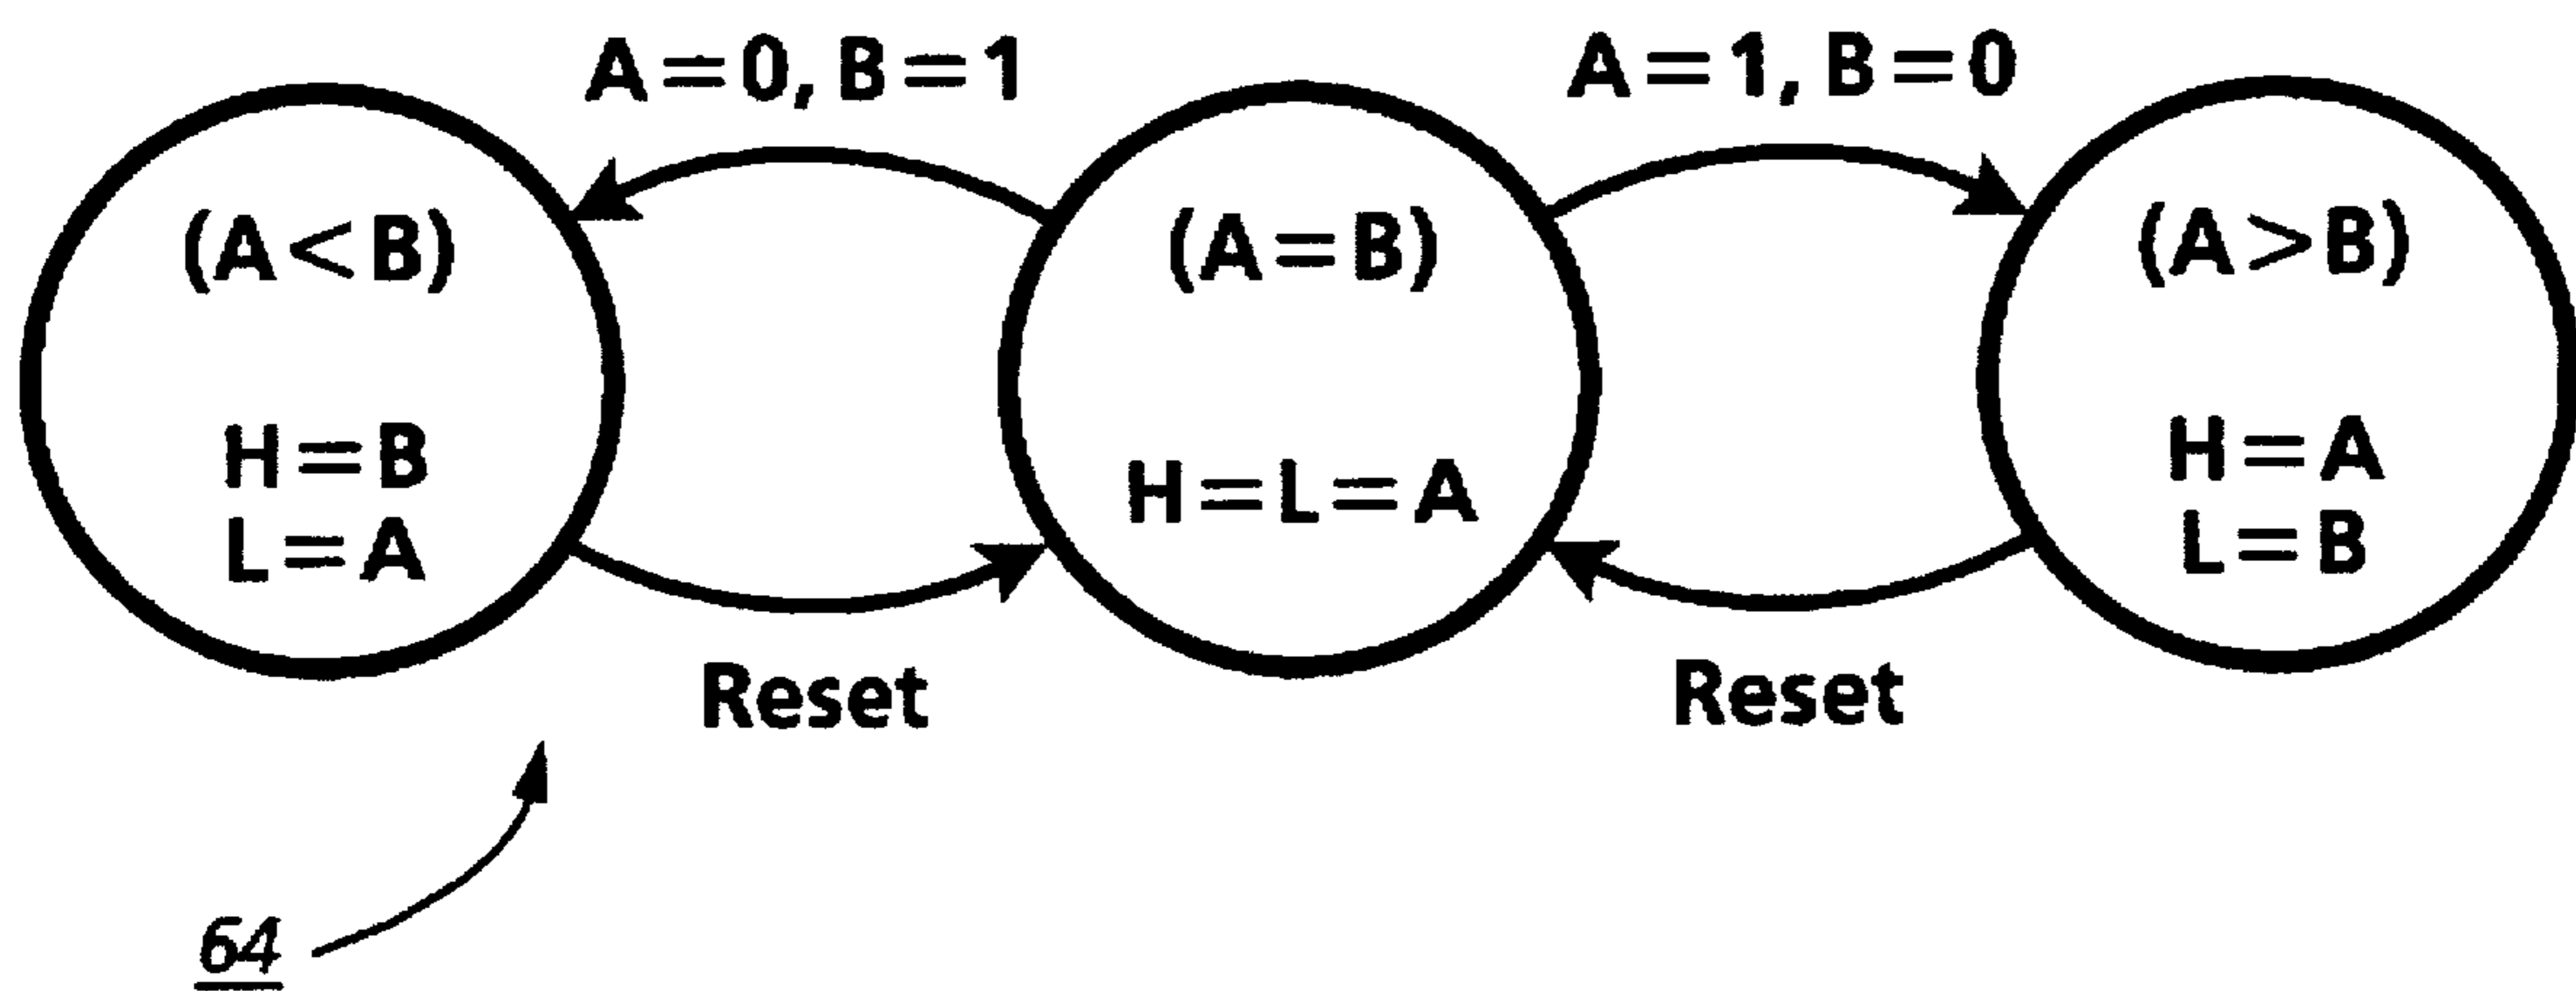 A=0, B=1
A=1, B=0
(A<B)
H=B
L=A
(A=B)
H=L=A
(A>B)
H=A
L=B
Reset
Reset
64